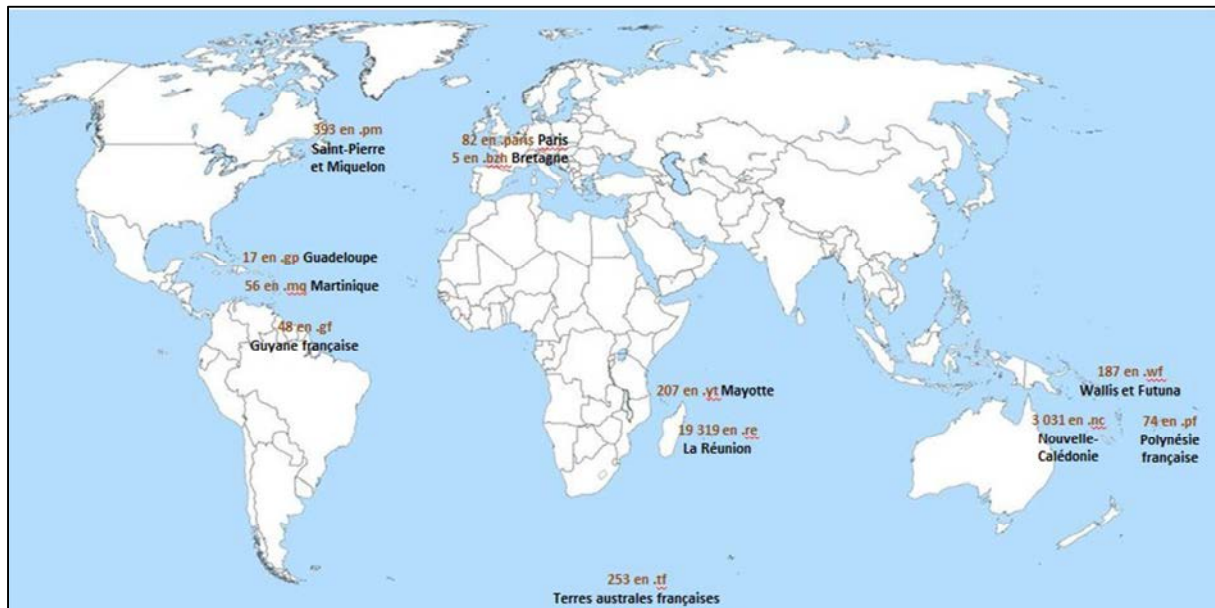 393 en .pm
Saint-Pierre
et Miquelon
82 en .paris Paris
5 en .bzh Bretagne
17 en .gp Guadeloupe
56 en .mq Martinique
48 en .gf
Guyane française
207 en .yt Mayotte
19 319 en .re
La Réunion
187 en .wf
Wallis et Futuna
3 031 en .nc
Nouvelle-
Calédonie
74 en .pf
Polynésie
française
253 en .tf
Terres australes françaises